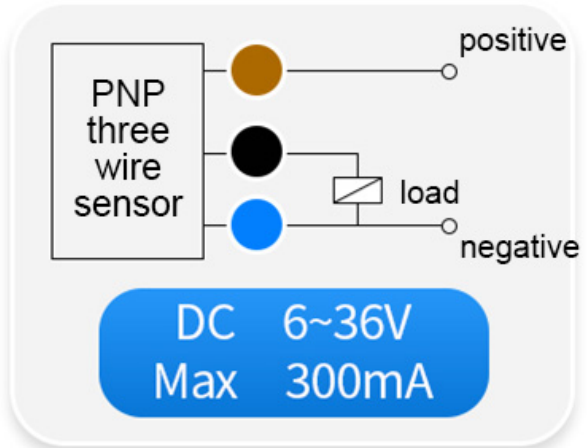 positive
PNP
three
wire
sensor
load
negative
DC 6~36V
Max 300mA